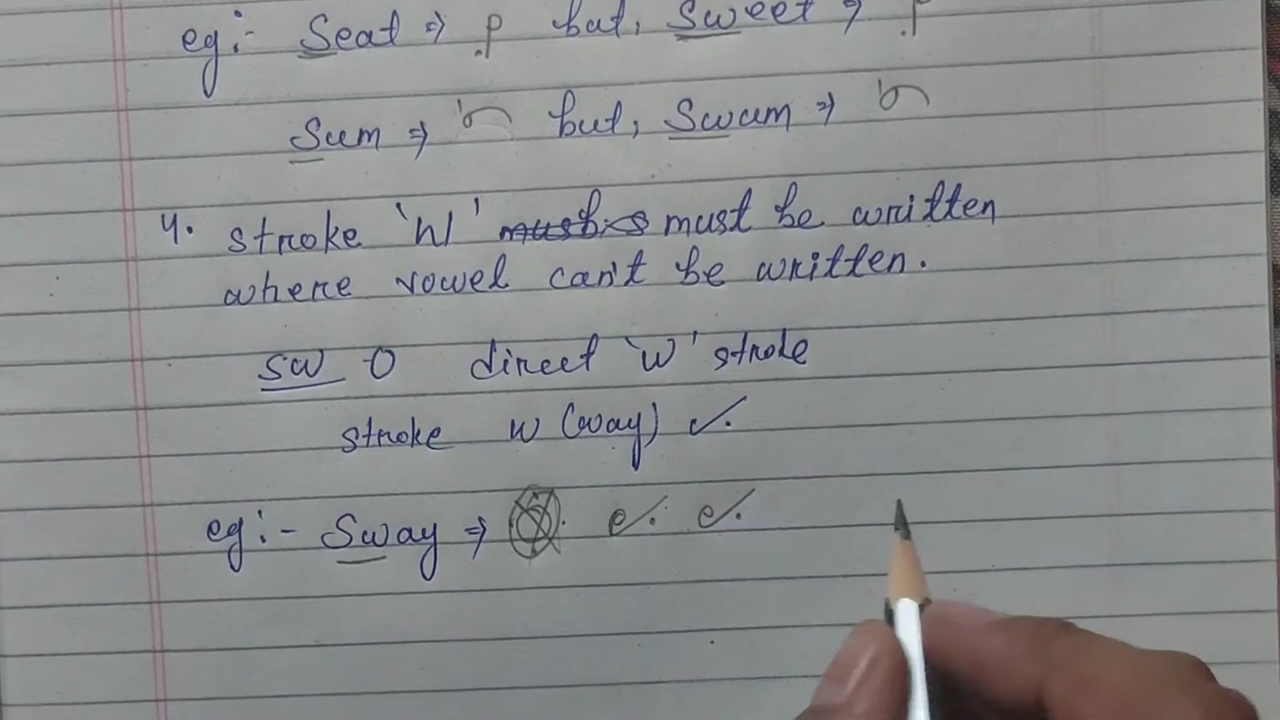 eg:- Seat ⇒ but, Sweet ⇒
Sum ⇒ but, Swum ⇒
4. stroke 'W' must be written
where vowel can't be written.
SW O direct 'W' stroke
stroke W (way)
eg:- Sway ⇒